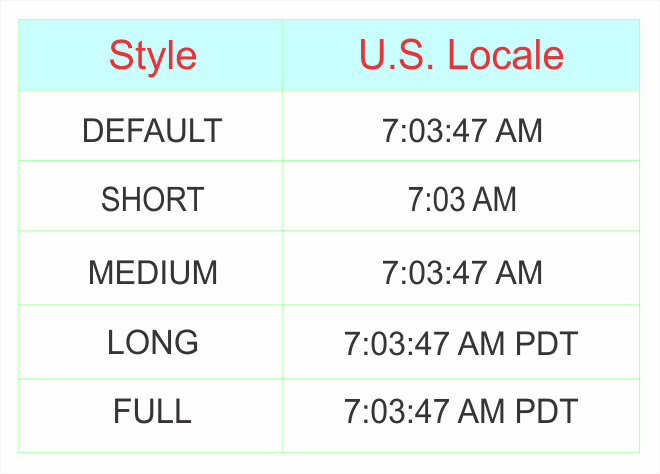 Style U.S. Locale
DEFAULT 7:03:47 AM
SHORT 7:03 AM
MEDIUM 7:03:47 AM
LONG 7:03:47 AM PDT
FULL 7:03:47 AM PDT